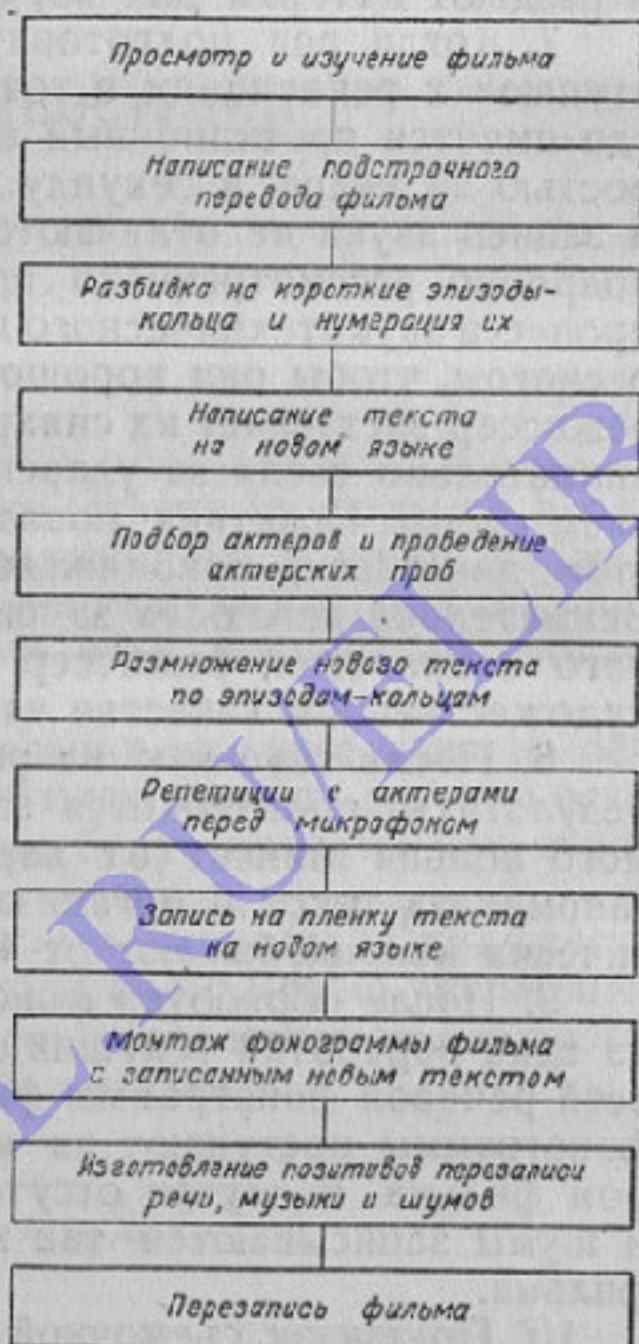 Просмотр и изучение фильма
Написание подстрочного
перевода фильма
Разбивка на короткие эпизоды-
кольца и нумерация их
Написание текста
на новом языке
Подбор актеров и проведение
актерских проб
Размножение нового текста
по эпизодам-кольцам
Репетиции с актерами
перед микрофоном
Запись на пленку текста
на новом языке
Монтаж фонограммы фильма
с записанным новым текстом
Изготовление позитивов перезаписи
речи, музыки и шумов
Перезапись фильма